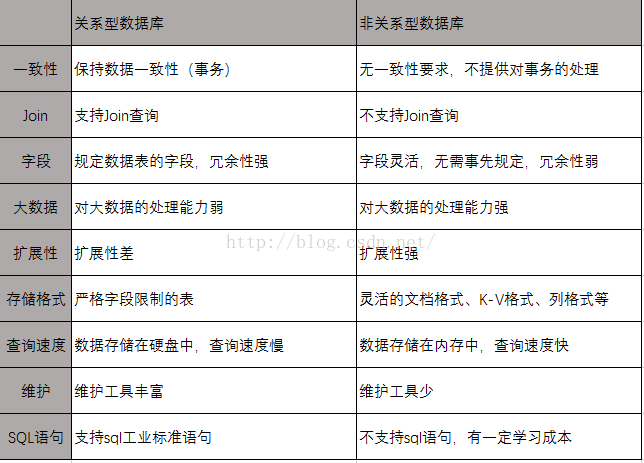 关系型数据库 非关系型数据库
一致性 保持数据一致性（事务） 无一致性要求，不提供对事务的处理
Join 支持Join查询 不支持Join查询
字段 规定数据表的字段，冗余性强 字段灵活，无需事先规定，冗余性弱
大数据 对大数据的处理能力弱 对大数据的处理能力强
http://blog.csdn.net/
扩展性 扩展性差 扩展性强
存储格式 严格字段限制的表 灵活的文档格式、K-V格式、列格式等
查询速度 数据存储在硬盘中，查询速度慢 数据存储在内存中，查询速度快
维护 维护工具丰富 维护工具少
SQL语句 支持sql工业标准语句 不支持sql语句，有一定学习成本